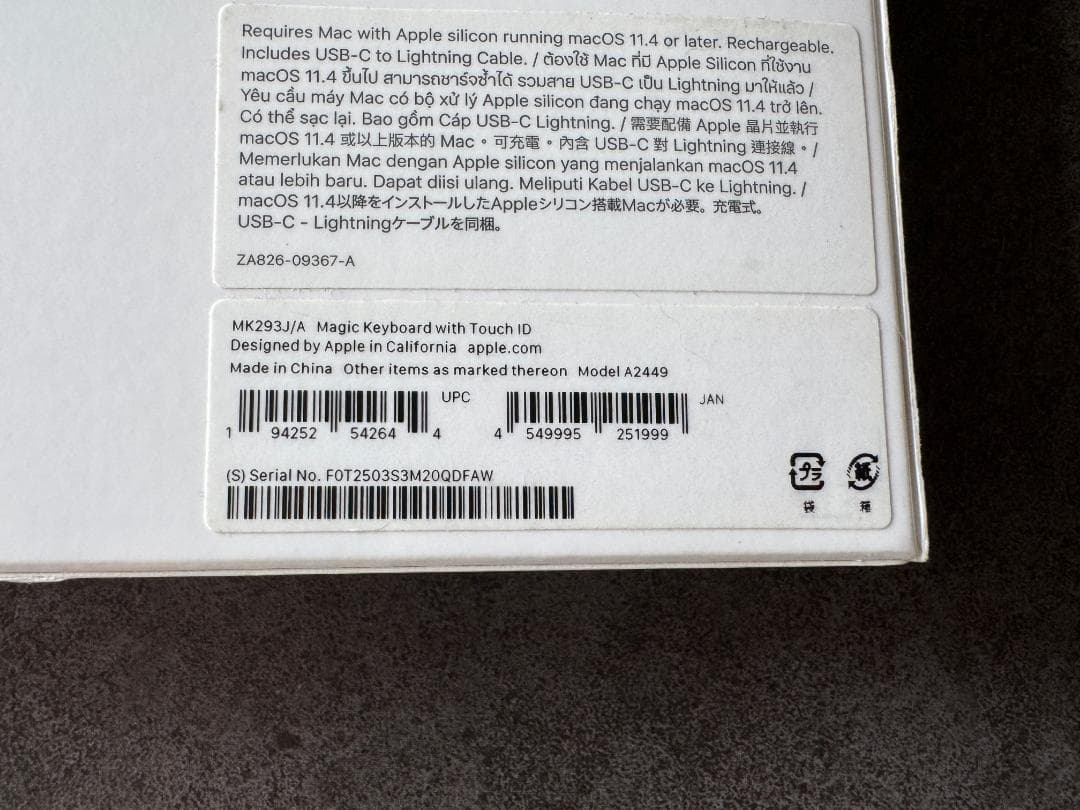 Requires Mac with Apple silicon running macOS 11.4 or later. Rechargeable.
Includes USB-C to Lightning Cable. / ต้องใช้ Mac ที่มี Apple Silicon ที่ใช้งาน
macOS 11.4 ขึ้นไป สามารถชาร์จซ้ำได้ รวมสาย USB-C เป็น Lightning มาให้แล้ว /
Yêu cầu máy Mac có bộ xử lý Apple silicon đang chạy macOS 11.4 trở lên.
Có thể sạc lại. Bao gồm Cáp USB-C Lightning. / 需要配備 Apple 晶片並執行
macOS 11.4 或以上版本的 Mac。可充電。內含 USB-C 對 Lightning 連接線。/
Memerlukan Mac dengan Apple silicon yang menjalankan macOS 11.4
atau lebih baru. Dapat diisi ulang. Meliputi Kabel USB-C ke Lightning. /
macOS 11.4以降をインストールしたAppleシリコン搭載Macが必要。充電式。
USB-C - Lightningケーブルを同梱。
ZA826-09367-A
MK293J/A Magic Keyboard with Touch ID
Designed by Apple in California apple.com
Made in China Other items as marked thereon Model A2449
UPC JAN
1 94252 54264 4 4 549995 251999
(S) Serial No. F0T2503S3M20QDFAW
プラ 紙
袋 箱